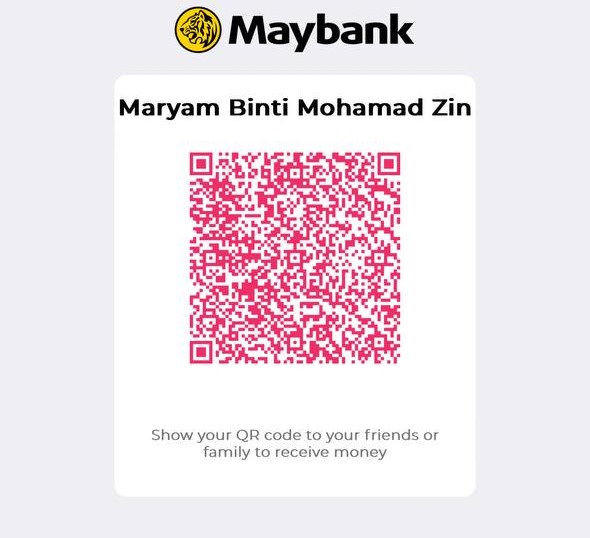 Maybank
Maryam Binti Mohamad Zin
Show your QR code to your friends or
family to receive money